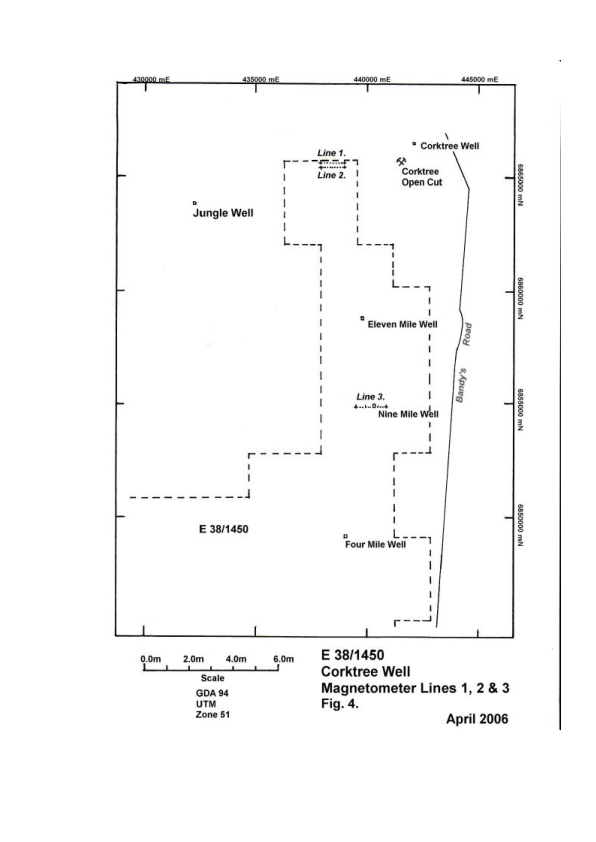 430000 mE
435000 mE
440000 mE
445000 mE
Corktree Well
Line 1.
Line 2.
Corktree
Open Cut
6865000 mN
Jungle Well
6860000 mN
Eleven Mile Well
Bandy's Road
Line 3.
Nine Mile Well
6855000 mN
E 38/1450
6850000 mN
Four Mile Well
0.0m 2.0m 4.0m 6.0m
Scale
GDA 94
UTM
Zone 51
E 38/1450
Corktree Well
Magnetometer Lines 1, 2 & 3
Fig. 4.
April 2006